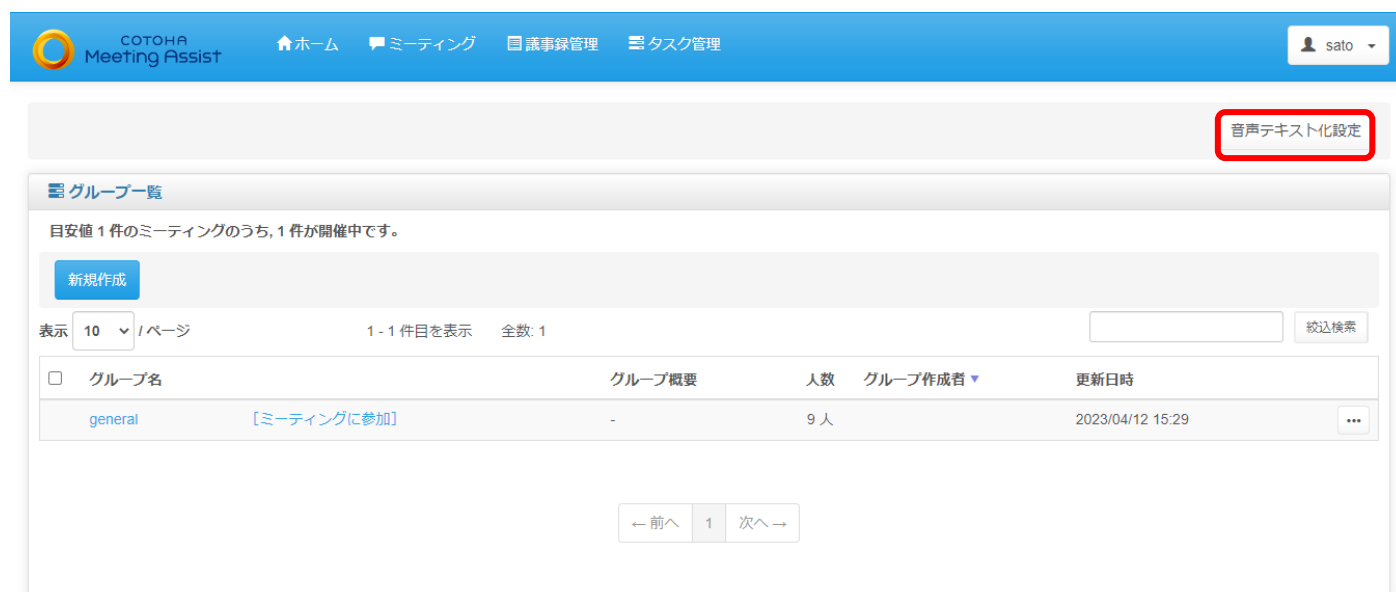 COTOHA
Meeting Assist
ホーム ミーティング 議事録管理 タスク管理 sato
音声テキスト化設定
グループ一覧
目安値 1 件のミーティングのうち, 1 件が開催中です。
新規作成
表示 10 / ページ 1 - 1 件目を表示 全数: 1 絞込検索
グループ名 グループ概要 人数 グループ作成者▼ 更新日時
general [ミーティングに参加] - 9 人 2023/04/12 15:29 •••
←前へ 1 次へ→